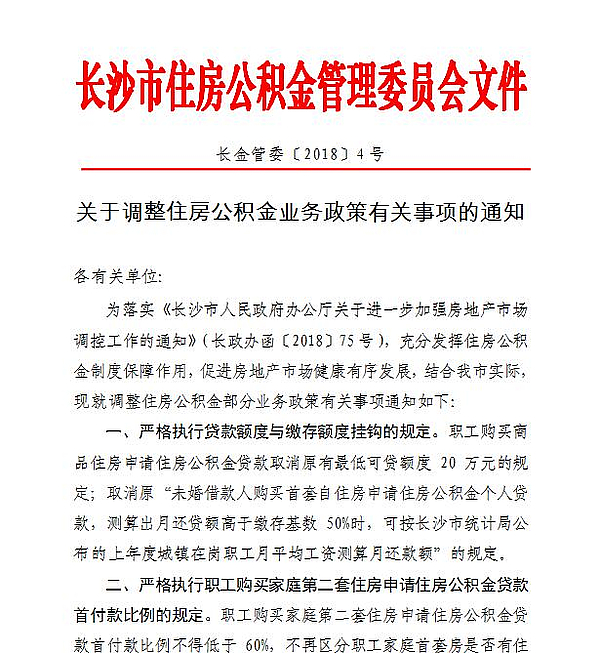 长沙市住房公积金管理委员会文件
长金管委〔2018〕4号
关于调整住房公积金业务政策有关事项的通知
各有关单位:
为落实《长沙市人民政府办公厅关于进一步加强房地产市场
调控工作的通知》（长政办函〔2018〕75号），充分发挥住房公积
金制度保障作用，促进房地产市场健康有序发展，结合我市实际，
现就调整住房公积金部分业务政策有关事项通知如下：
一、严格执行贷款额度与缴存额度挂钩的规定。职工购买商
品住房申请住房公积金贷款取消原有最低可贷额度 20 万元的规
定；取消原“未婚借款人购买首套自住房申请住房公积金个人贷
款，测算出月还贷额高于缴存基数 50%时，可按长沙市统计局公
布的上年度城镇在岗职工月平均工资测算月还款额”的规定。
二、严格执行职工购买家庭第二套住房申请住房公积金贷款
首付款比例的规定。职工购买家庭第二套住房申请住房公积金贷
款首付款比例不得低于 60%，不再区分职工家庭首套房是否有住